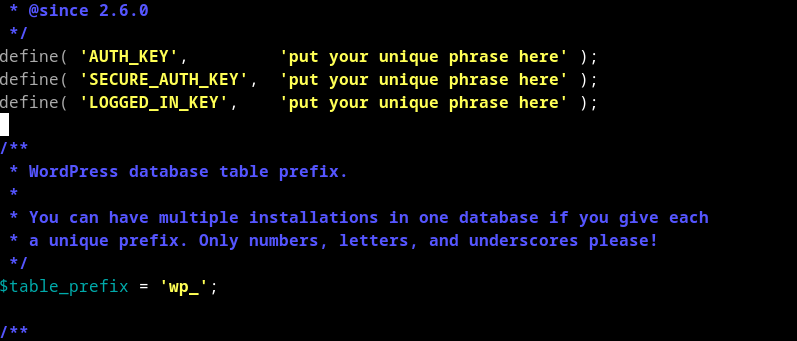 * @since 2.6.0
 */
define( 'AUTH_KEY',         'put your unique phrase here' );
define( 'SECURE_AUTH_KEY',  'put your unique phrase here' );
define( 'LOGGED_IN_KEY',    'put your unique phrase here' );
/**
 * WordPress database table prefix.
 *
 * You can have multiple installations in one database if you give each
 * a unique prefix. Only numbers, letters, and underscores please!
 */
$table_prefix = 'wp_';
/**